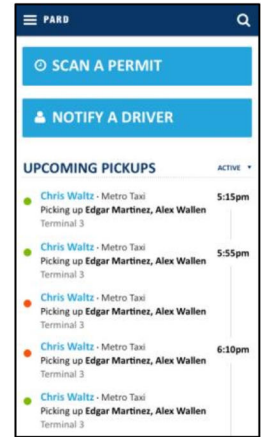 PARD
SCAN A PERMIT
NOTIFY A DRIVER
UPCOMING PICKUPS ACTIVE
Chris Waltz - Metro Taxi 5:15pm
Picking up Edgar Martinez, Alex Wallen
Terminal 3
Chris Waltz - Metro Taxi 5:55pm
Picking up Edgar Martinez, Alex Wallen
Terminal 3
Chris Waltz - Metro Taxi
Picking up Edgar Martinez, Alex Wallen
Terminal 3
Chris Waltz - Metro Taxi 6:10pm
Picking up Edgar Martinez, Alex Wallen
Terminal 3
Chris Waltz - Metro Taxi
Picking up Edgar Martinez, Alex Wallen
Terminal 3